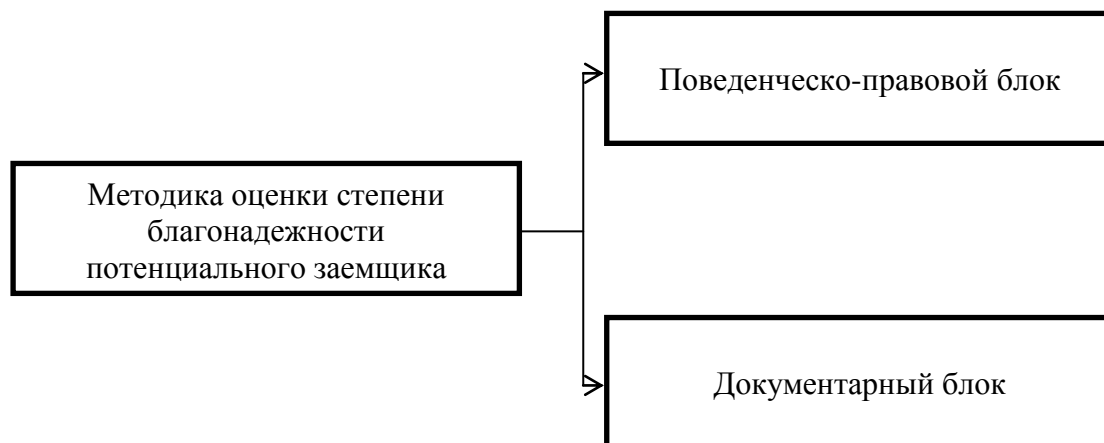 Поведенческо-правовой блок
Методика оценки степени
благонадежности
потенциального заемщика
Документарный блок